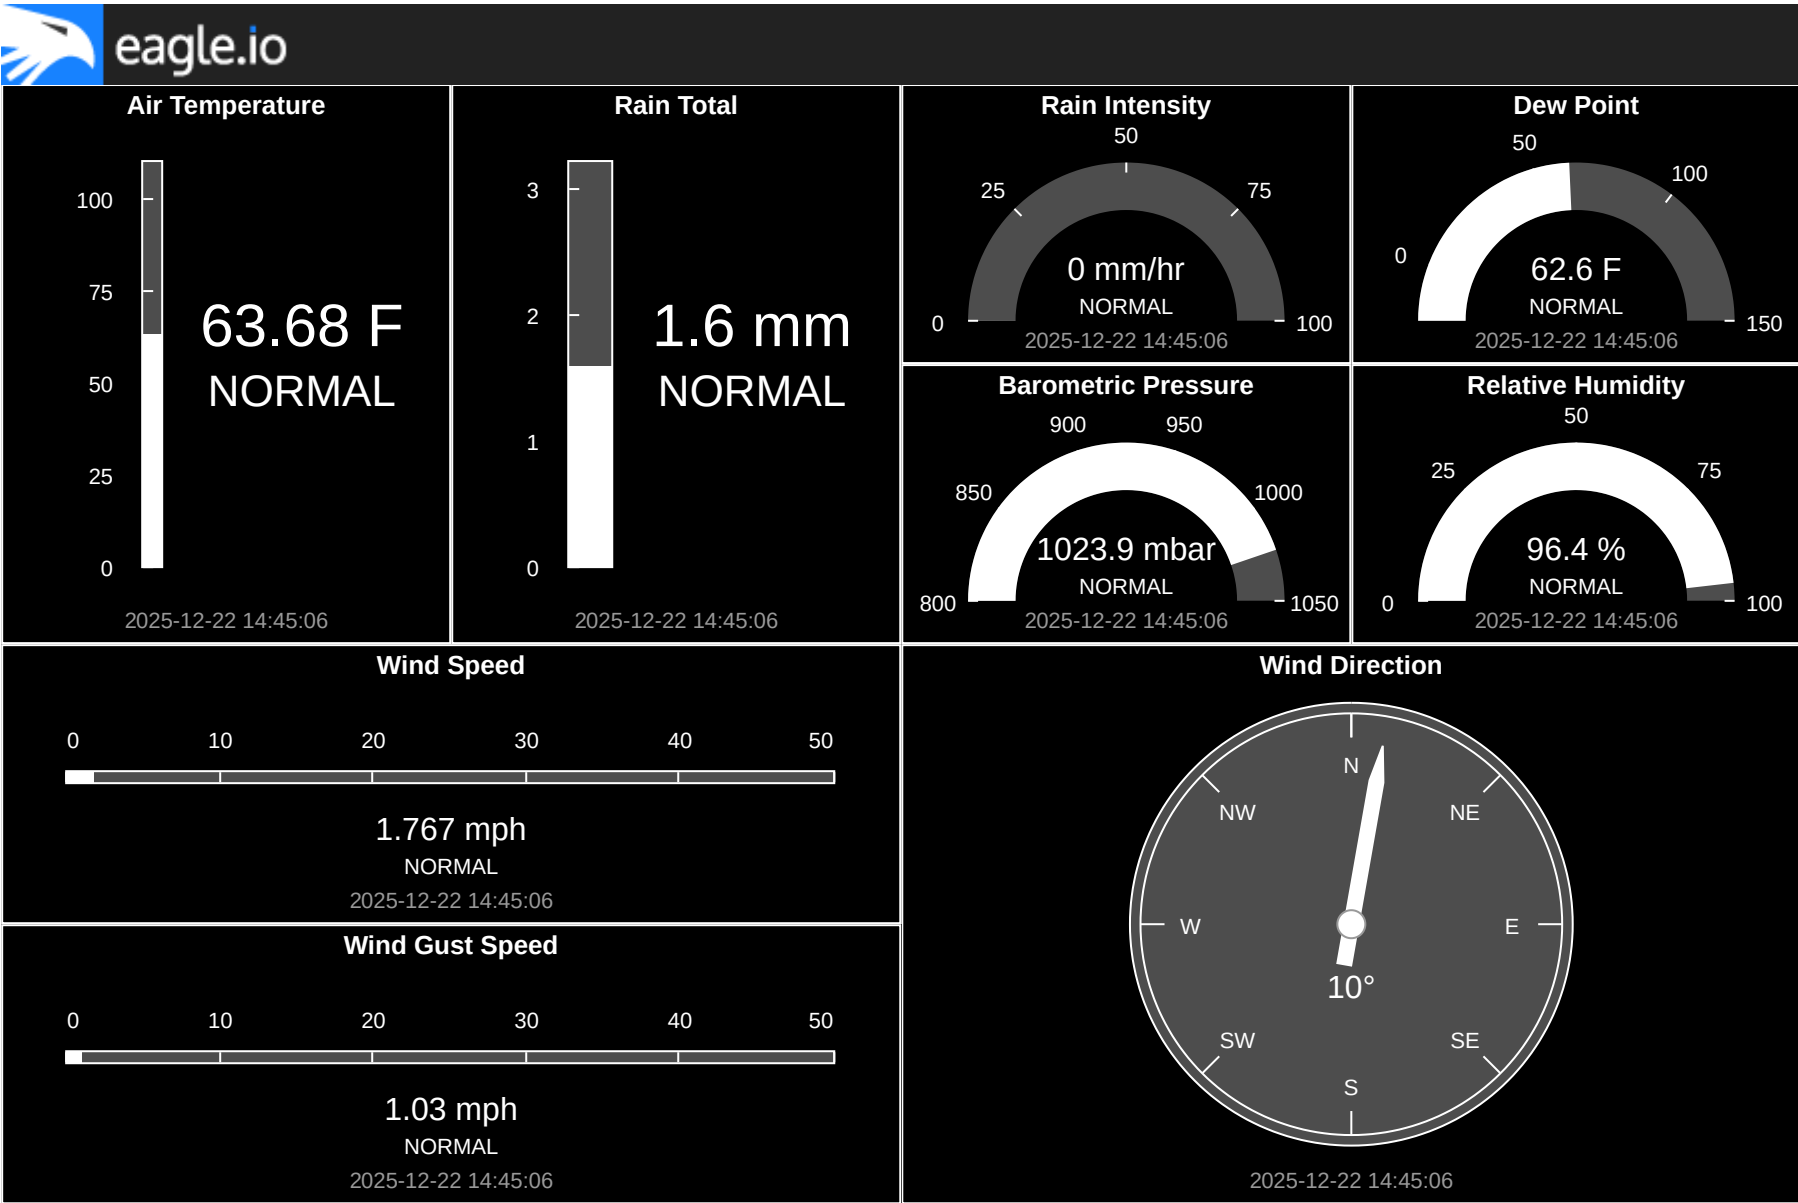 eagle.io
Air Temperature
100
75
50
25
0
63.68 F
NORMAL
2025-12-22 14:45:06
Rain Total
3
2
1
0
1.6 mm
NORMAL
2025-12-22 14:45:06
Rain Intensity
50
25
75
0
100
0 mm/hr
NORMAL
2025-12-22 14:45:06
Dew Point
50
100
0
150
62.6 F
NORMAL
2025-12-22 14:45:06
Barometric Pressure
900
950
850
1000
800
1050
1023.9 mbar
NORMAL
2025-12-22 14:45:06
Relative Humidity
50
25
75
0
100
96.4 %
NORMAL
2025-12-22 14:45:06
Wind Speed
0 10 20 30 40 50
1.767 mph
NORMAL
2025-12-22 14:45:06
Wind Gust Speed
0 10 20 30 40 50
1.03 mph
NORMAL
2025-12-22 14:45:06
Wind Direction
N
NW NE
W E
10°
SW SE
S
2025-12-22 14:45:06